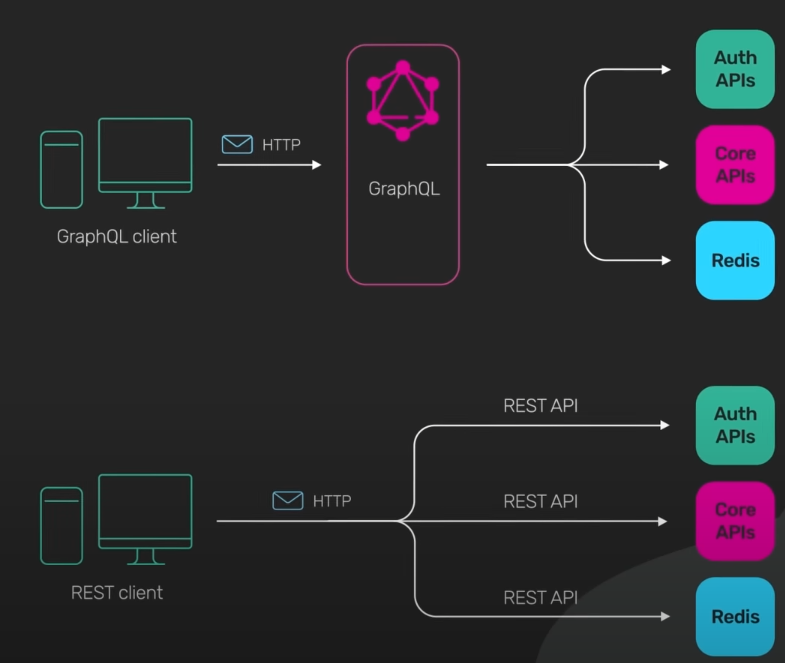 Auth
APIs
HTTP
Core
APIs
GraphQL
GraphQL client
Redis
REST API
Auth
APIs
HTTP
REST API
Core
APIs
REST client
REST API
Redis